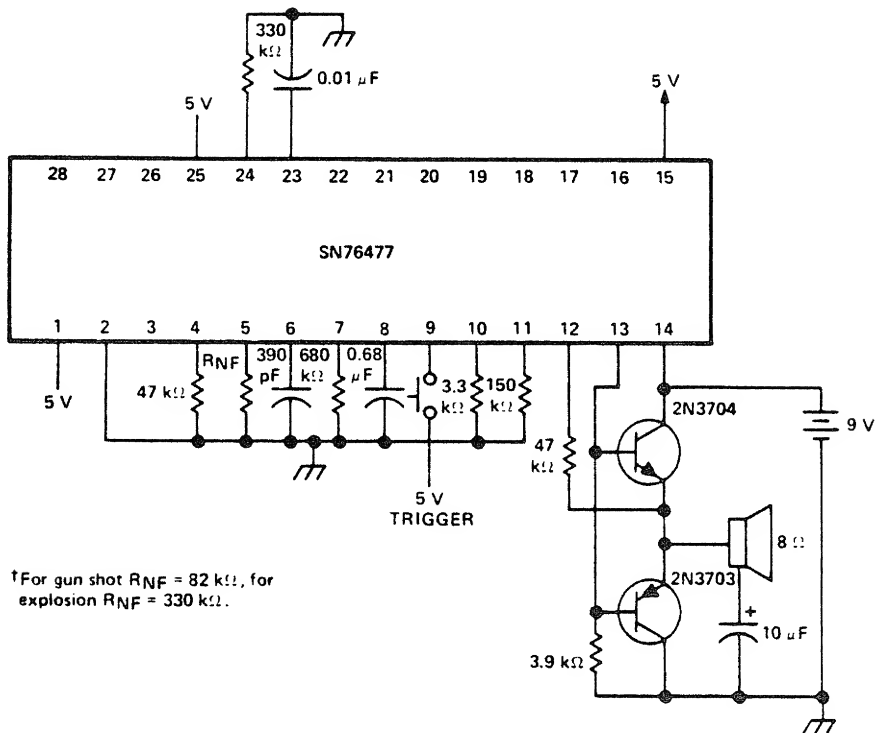 330
kΩ
0.01 μF
5 V
5 V
28 27 26 25 24 23 22 21 20 19 18 17 16 15
SN76477
1 2 3 4 5 6 7 8 9 10 11 12 13 14
5 V
47 kΩ
RNF
390
pF
680
kΩ
0.68
μF
3.3
kΩ
150
kΩ
5 V
TRIGGER
47
kΩ
2N3704
9 V
8 Ω
2N3703
+
10 μF
3.9 kΩ
†For gun shot RNF = 82 kΩ, for
explosion RNF = 330 kΩ.